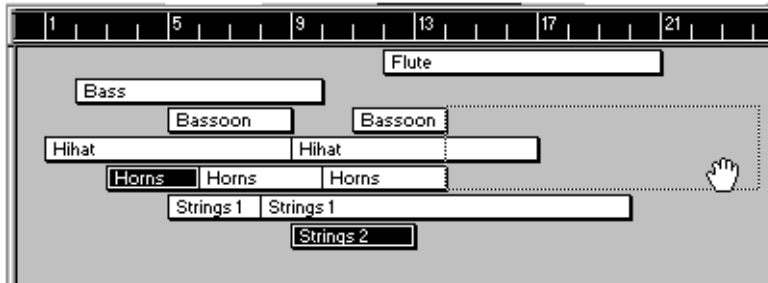 1 5 9 13 17 21
Flute
Bass
Bassoon Bassoon
Hihat Hihat
Horns Horns Horns
Strings 1 Strings 1
Strings 2